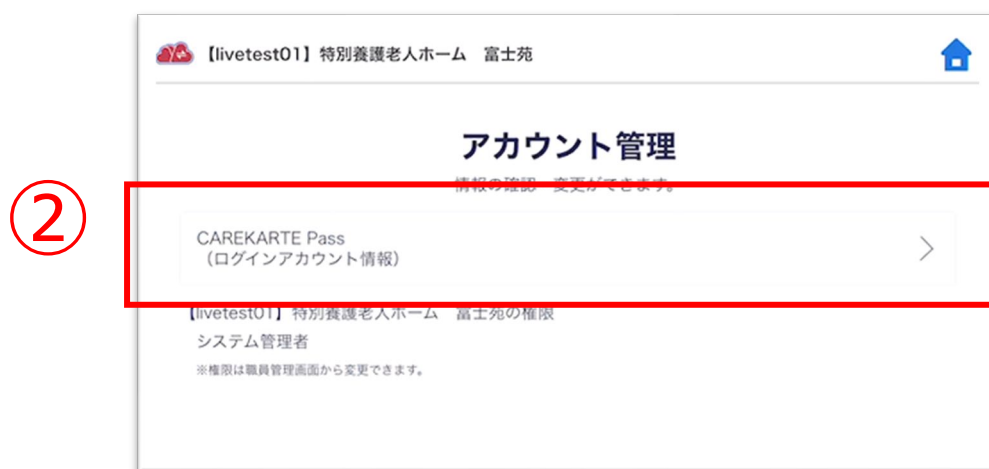 【livetest01】特別養護老人ホーム　富士苑
アカウント管理
情報の確認　変更ができます。
②
CAREKARTE Pass
（ログインアカウント情報）
【livetest01】特別養護老人ホーム　富士苑の権限
システム管理者
※権限は職員管理画面から変更できます。